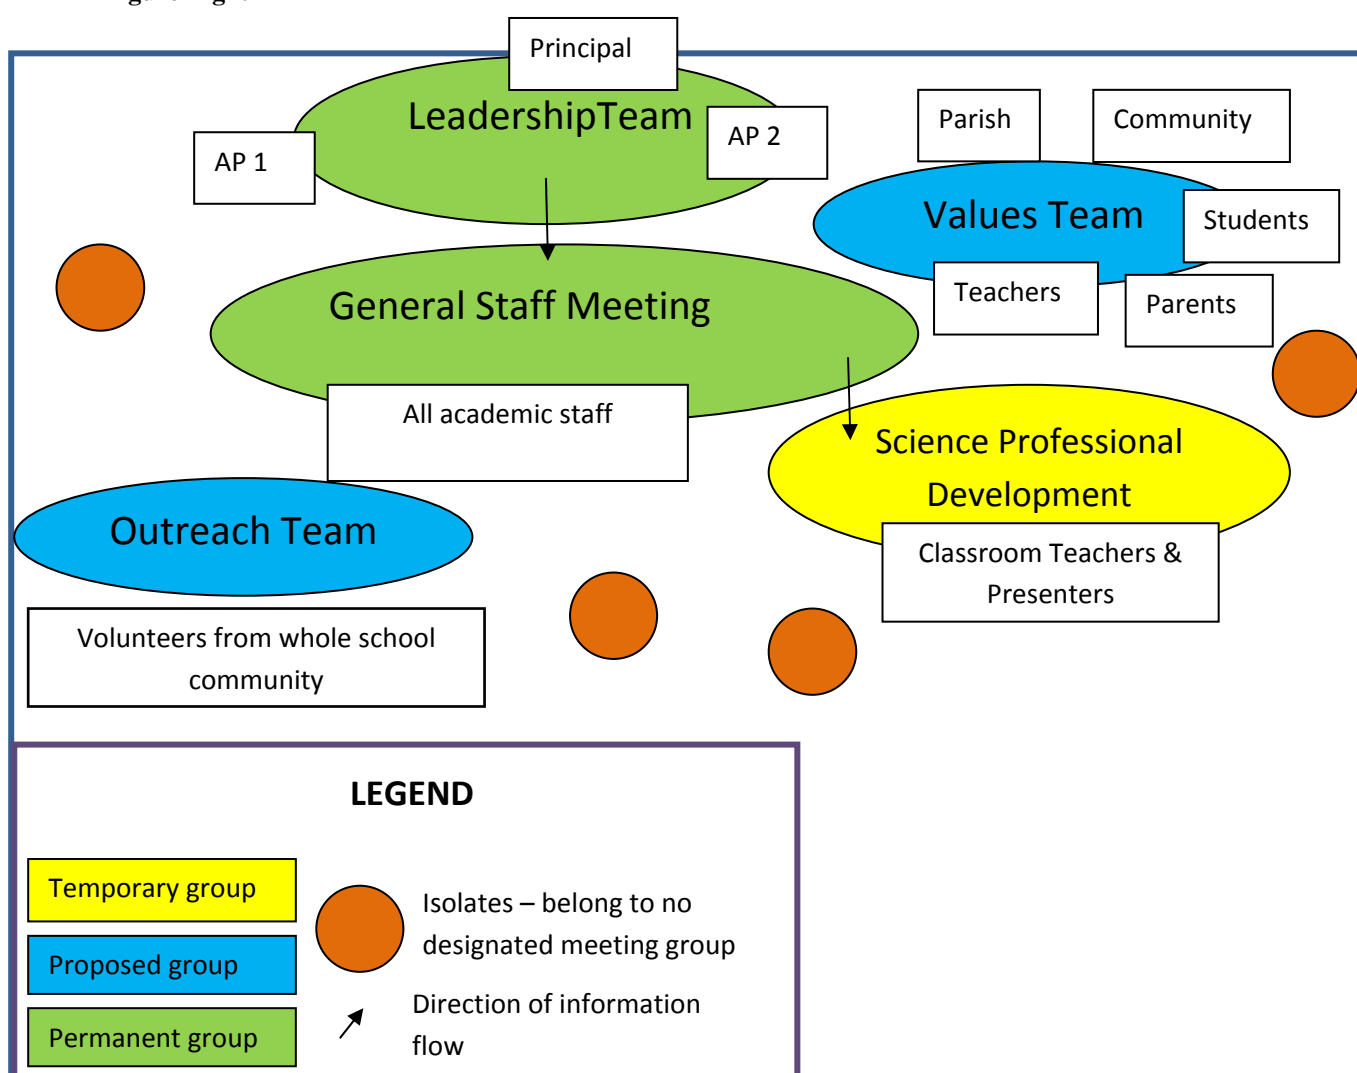 Principal
LeadershipTeam
AP 1
AP 2
Parish
Community
Values Team
Students
Teachers
Parents
General Staff Meeting
All academic staff
Science Professional
Development
Classroom Teachers &
Presenters
Outreach Team
Volunteers from whole school
community
LEGEND
Temporary group
Proposed group
Permanent group
Isolates – belong to no
designated meeting group
Direction of information
flow